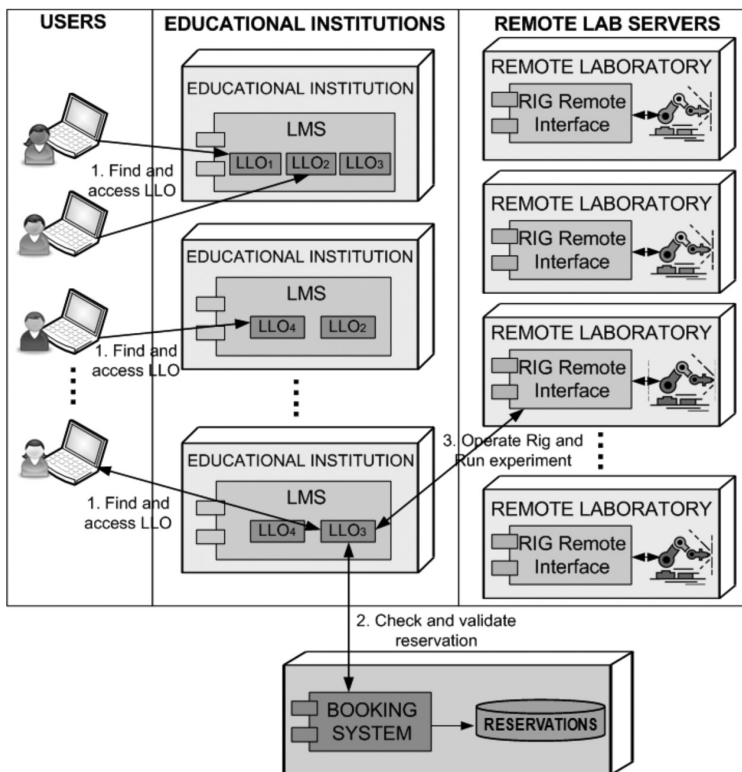 USERS
EDUCATIONAL INSTITUTIONS
REMOTE LAB SERVERS
EDUCATIONAL INSTITUTION
LMS
LLO1 LLO2 LLO3
1. Find and
access LLO
EDUCATIONAL INSTITUTION
LMS
LLO4 LLO2
1. Find and
access LLO
EDUCATIONAL INSTITUTION
LMS
LLO4 LLO3
1. Find and
access LLO
REMOTE LABORATORY
RIG Remote
Interface
REMOTE LABORATORY
RIG Remote
Interface
REMOTE LABORATORY
RIG Remote
Interface
3. Operate Rig and
Run experiment
REMOTE LABORATORY
RIG Remote
Interface
2. Check and validate
reservation
BOOKING
SYSTEM
RESERVATIONS